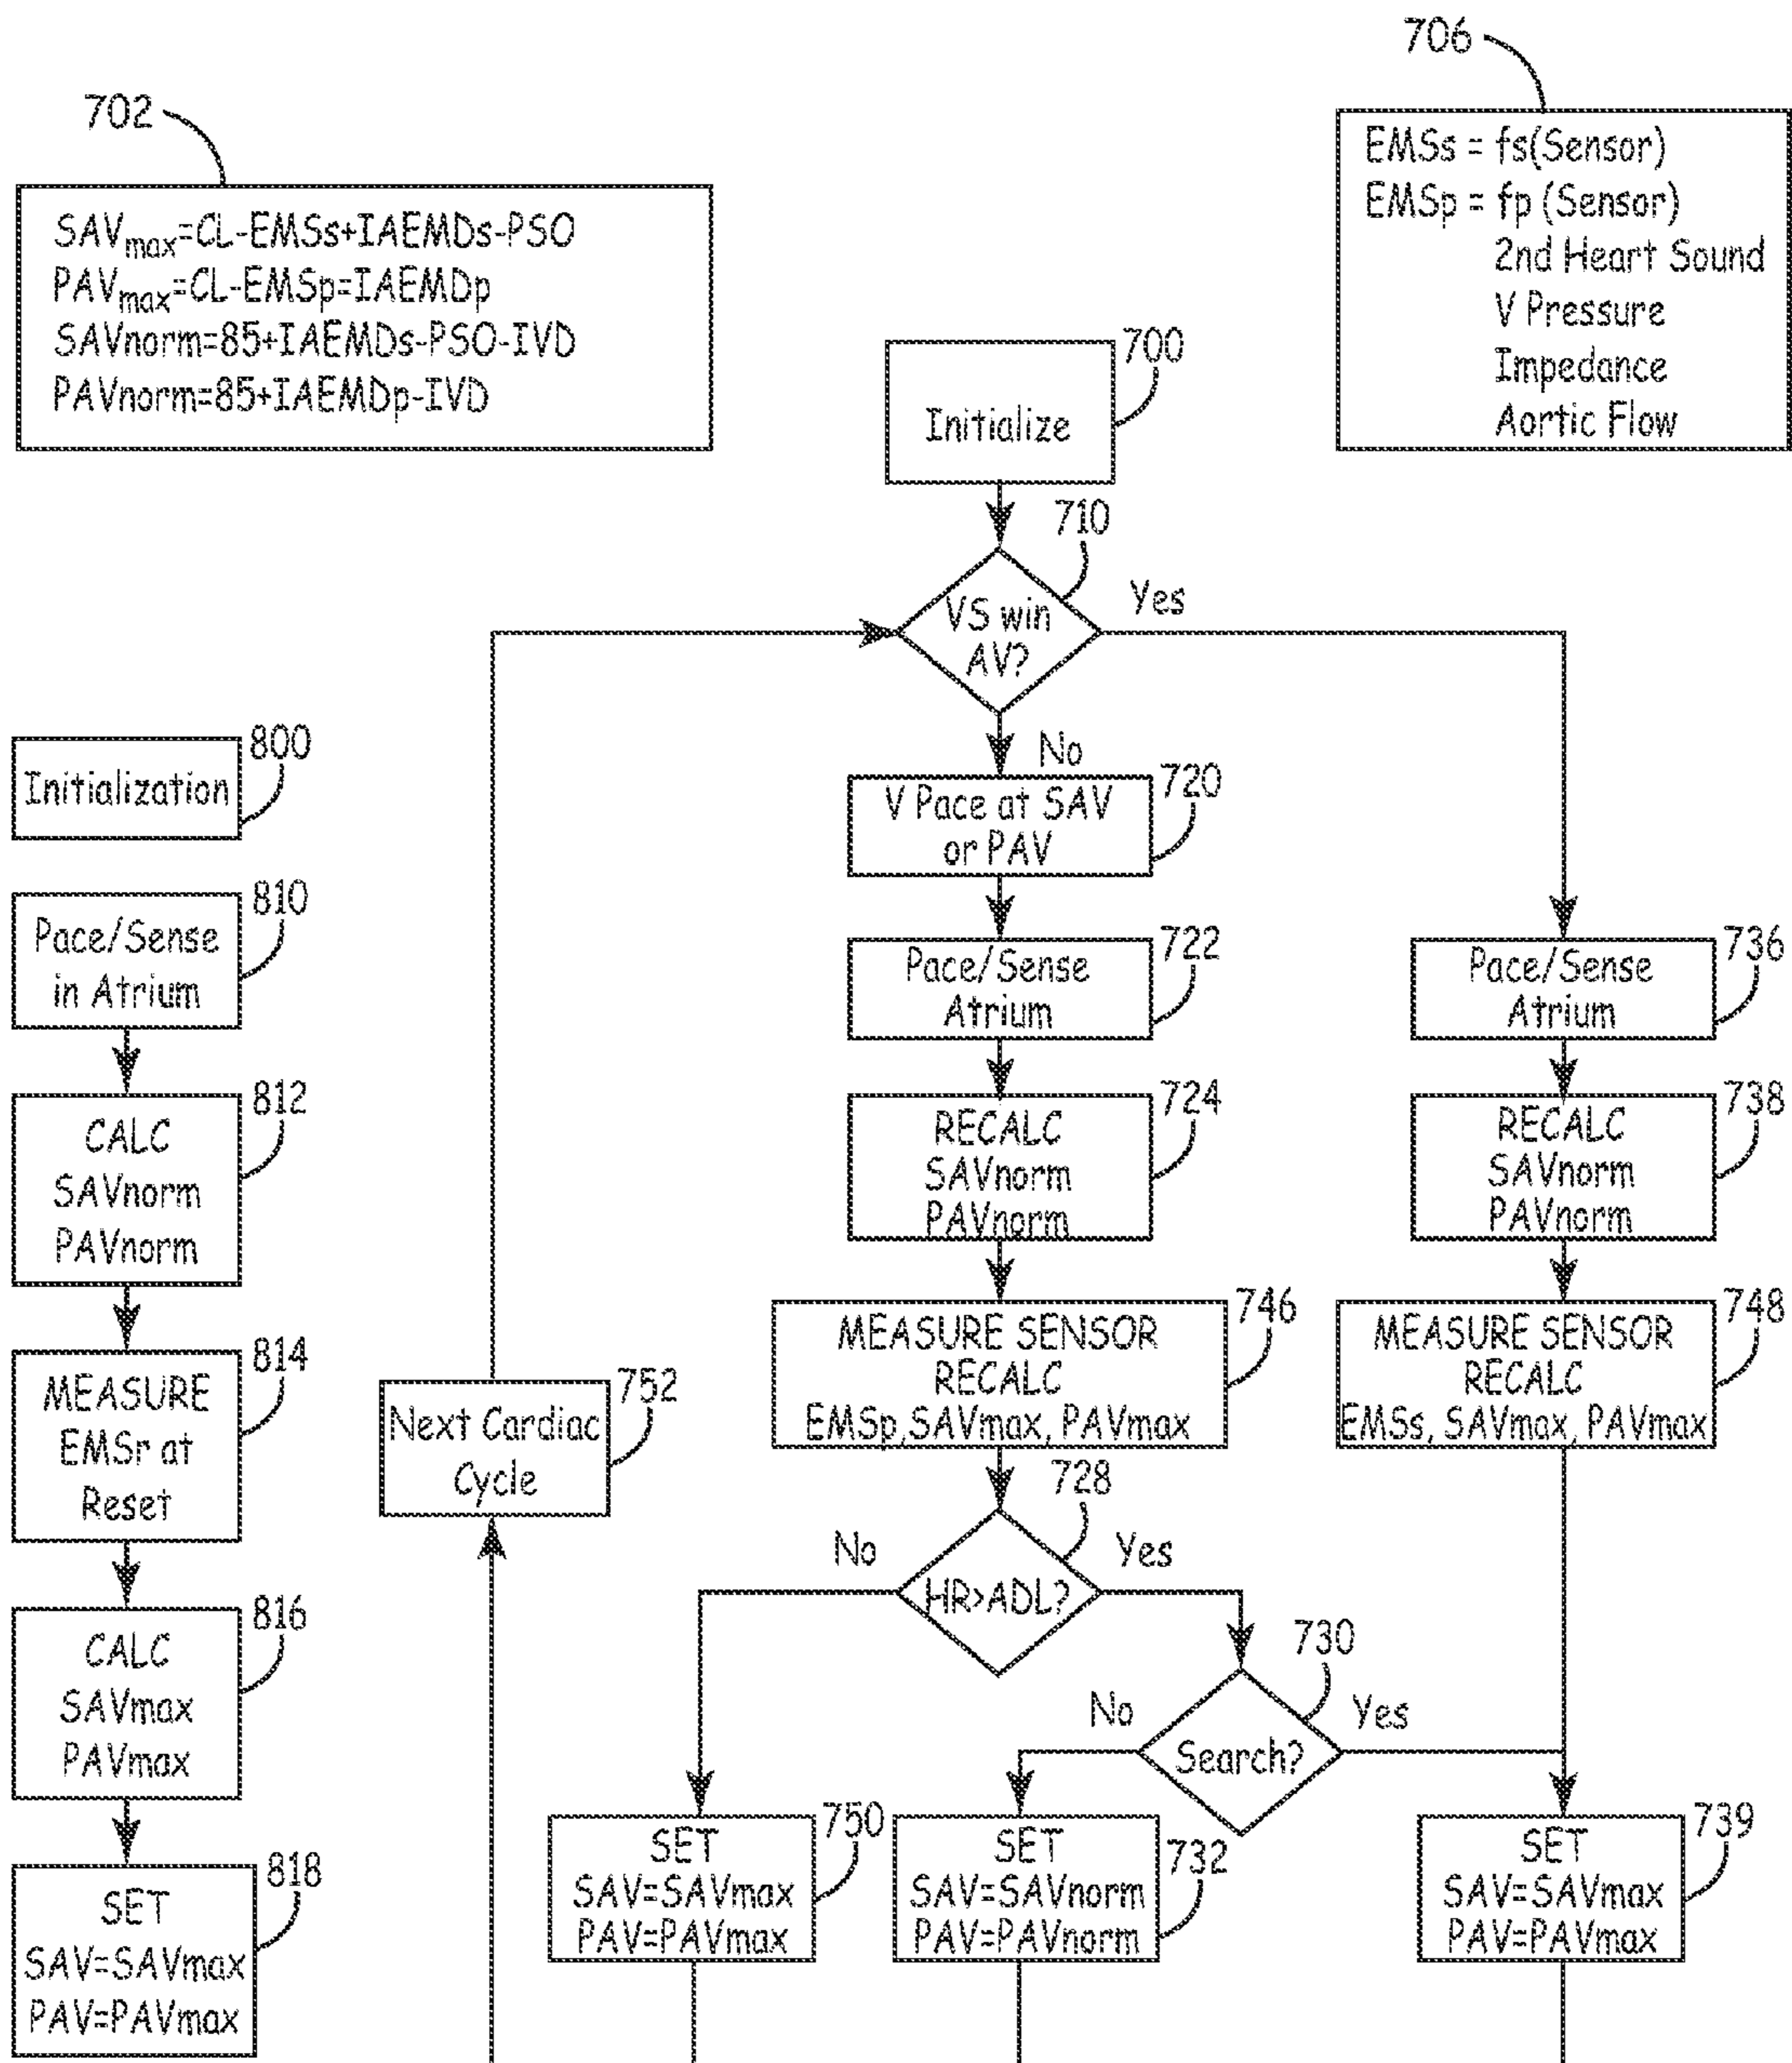 702
SAVmax=CL-EMSs+IAEMDs-PSO
PAVmax=CL-EMSp=IAEMDp
SAVnorm=85+IAEMDs-PSO-IVD
PAVnorm=85+IAEMDp-IVD
706
EMSs = fs(Sensor)
EMSp = fp (Sensor)
2nd Heart Sound
V Pressure
Impedance
Aortic Flow
700
Initialize
710
VS win
AV?
Yes
No
800
Initialization
810
Pace/Sense
in Atrium
812
CALC
SAVnorm
PAVnorm
814
MEASURE
EMSr at
Reset
816
CALC
SAVmax
PAVmax
818
SET
SAV=SAVmax
PAV=PAVmax
752
Next Cardiac
Cycle
720
V Pace at SAV
or PAV
722
Pace/Sense
Atrium
724
RECALC
SAVnorm
PAVnorm
746
MEASURE SENSOR
RECALC
EMSp,SAVmax, PAVmax
728
HR>ADL?
No
Yes
730
Search?
No
Yes
750
SET
SAV=SAVmax
PAV=PAVmax
732
SET
SAV=SAVnorm
PAV=PAVnorm
736
Pace/Sense
Atrium
738
RECALC
SAVnorm
PAVnorm
748
MEASURE SENSOR
RECALC
EMSs, SAVmax, PAVmax
739
SET
SAV=SAVmax
PAV=PAVmax